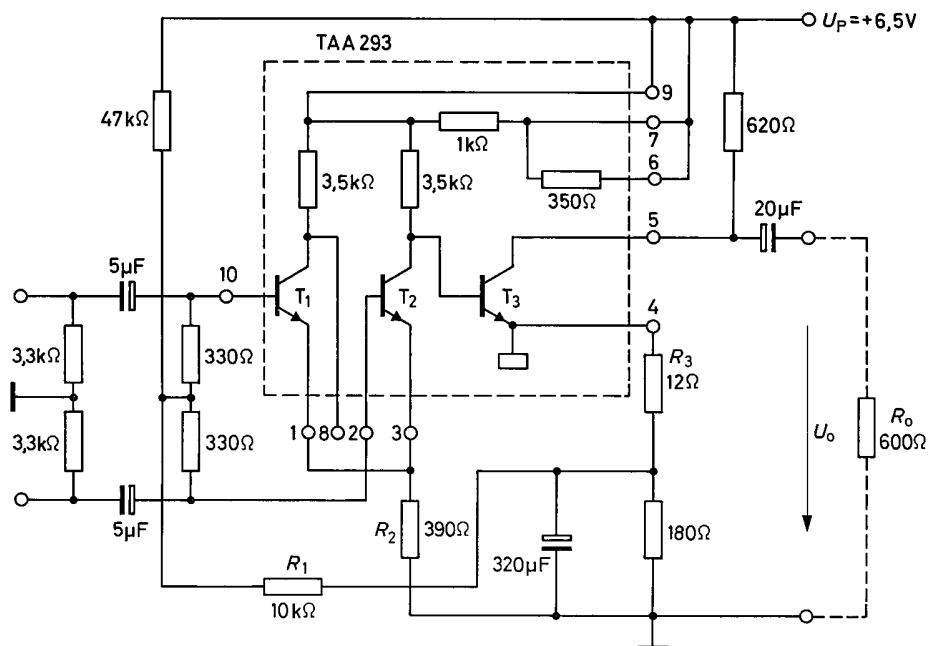 U_P = +6,5V
TAA 293
9
47kΩ
620Ω
1kΩ
7
6
3,5kΩ
3,5kΩ
350Ω
5
20µF
5µF
10
T₁
T₂
T₃
4
3,3kΩ
330Ω
R₃
12Ω
1
8
2
3
U₀
R₀
600Ω
3,3kΩ
330Ω
5µF
R₂
390Ω
320µF
180Ω
R₁
10kΩ